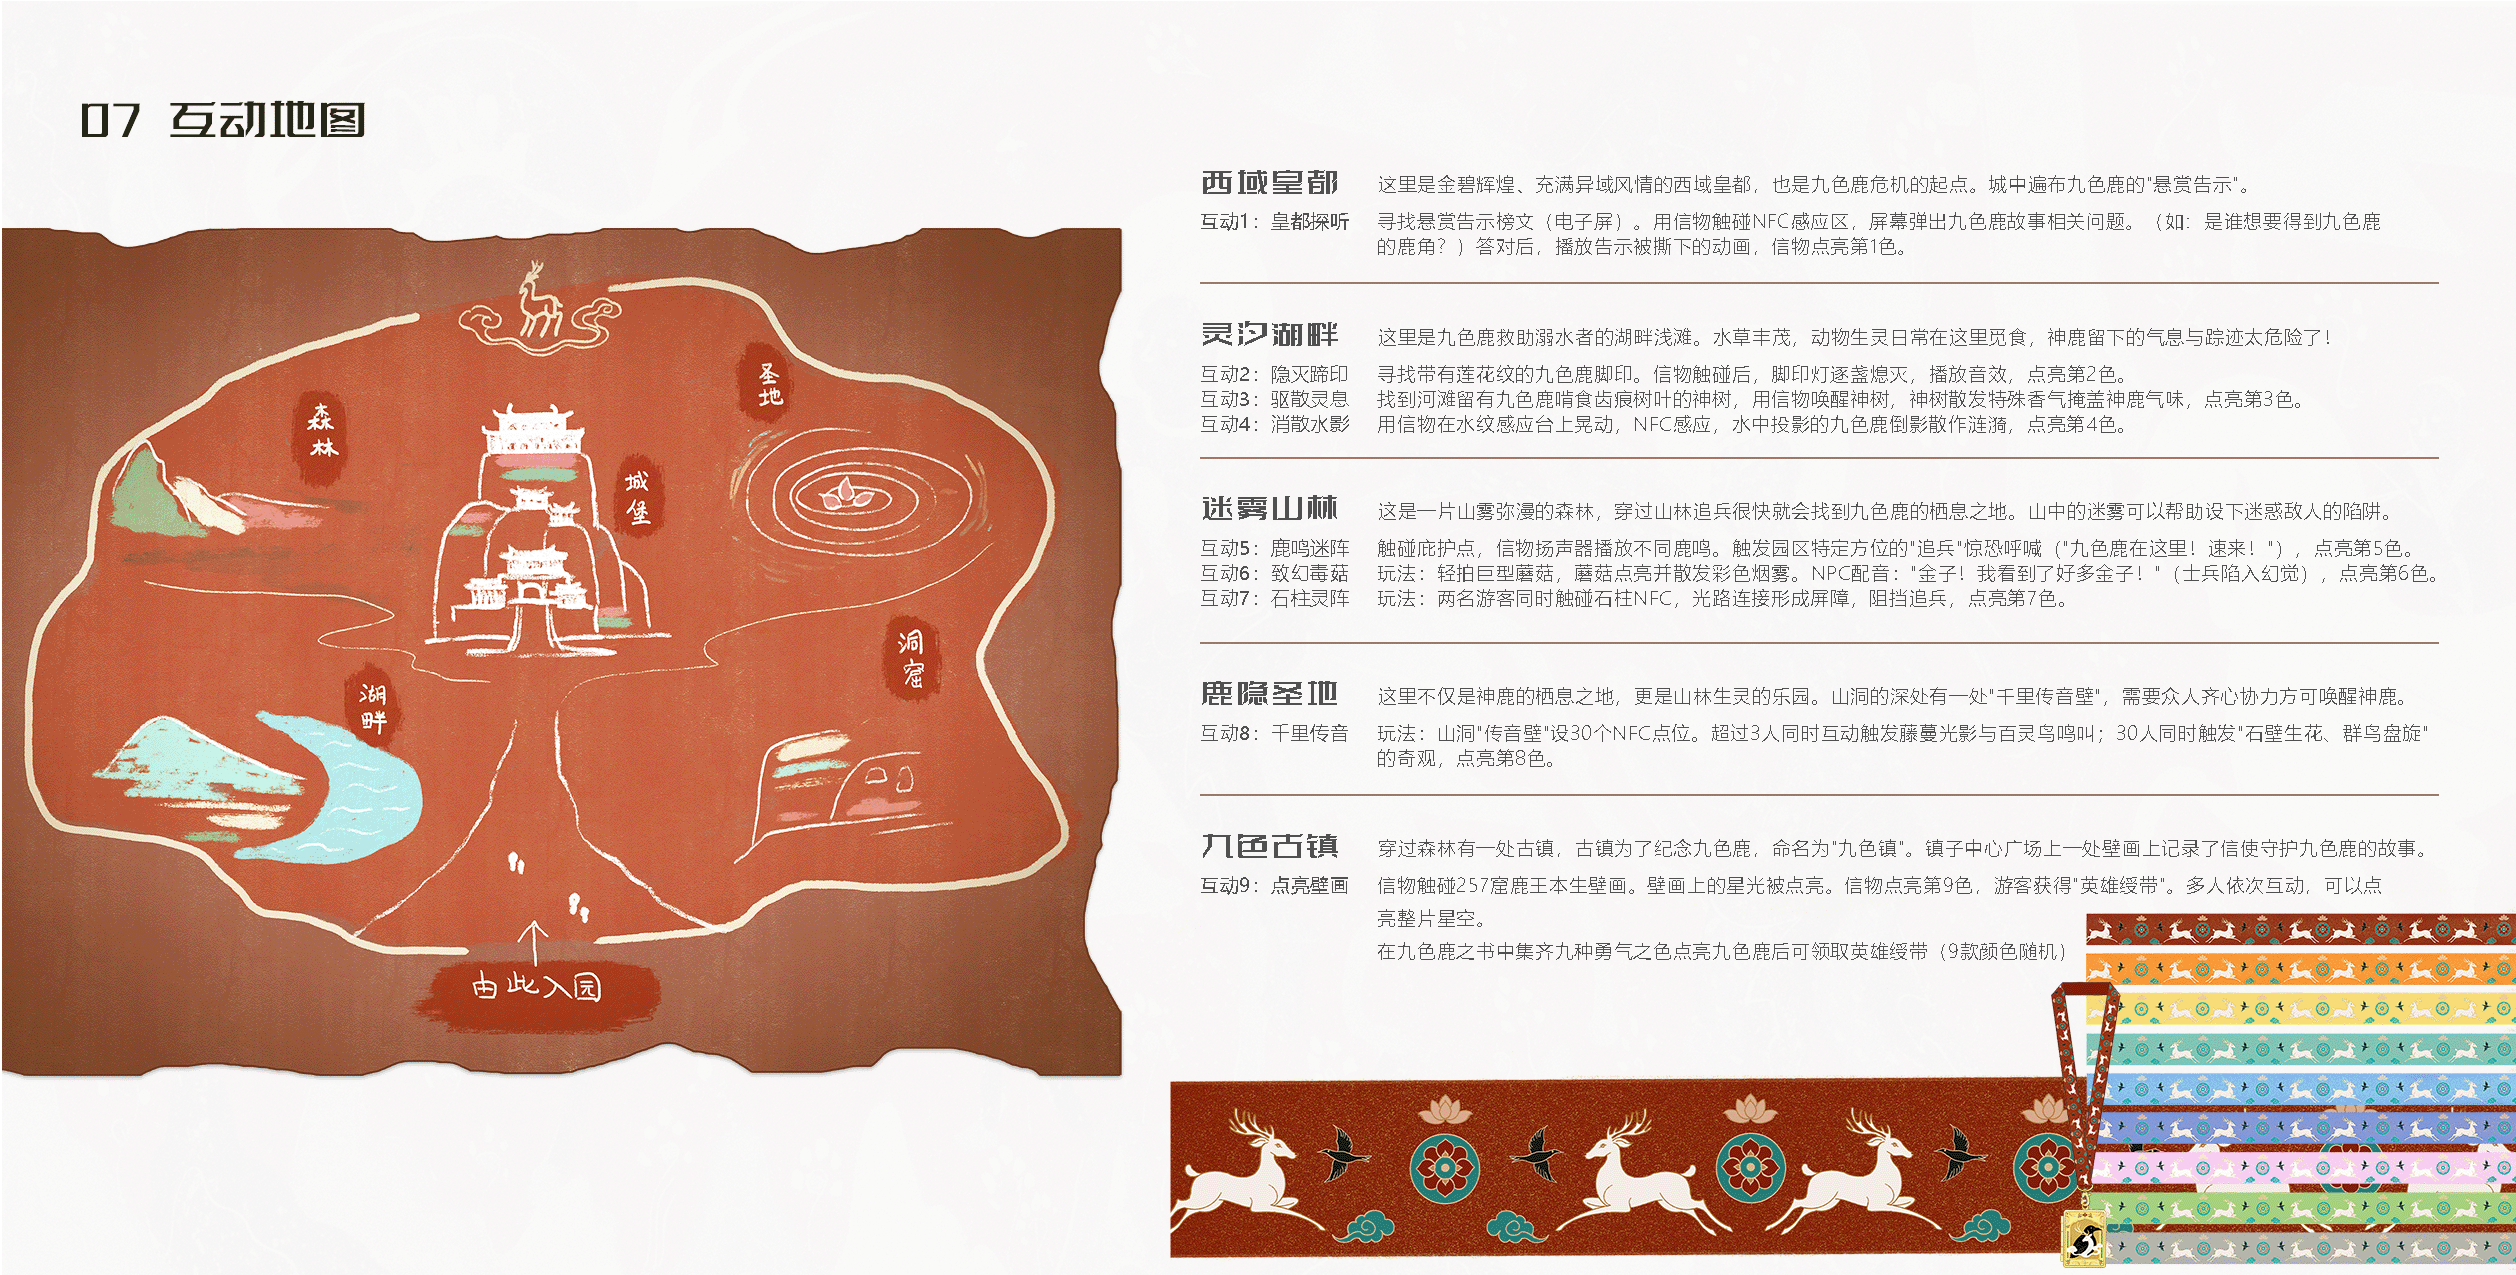 07 互动地图
森林
圣地
城堡
洞窟
湖畔
由此入园
西域皇都 这里是金碧辉煌、充满异域风情的西域皇都，也是九色鹿危机的起点。城中遍布九色鹿的"悬赏告示"。
互动1：皇都探听 寻找悬赏告示榜文（电子屏）。用信物触碰NFC感应区，屏幕弹出九色鹿故事相关问题。（如：是谁想要得到九色鹿
的鹿角？）答对后，播放告示被撕下的动画，信物点亮第1色。
灵汐湖畔 这里是九色鹿救助溺水者的湖畔浅滩。水草丰茂，动物生灵日常在这里觅食，神鹿留下的气息与踪迹太危险了！
互动2：隐灭蹄印 寻找带有莲花纹的九色鹿脚印。信物触碰后，脚印灯逐盏熄灭，播放音效，点亮第2色。
互动3：驱散灵息 找到河滩留有九色鹿啃食齿痕树叶的神树，用信物唤醒神树，神树散发特殊香气掩盖神鹿气味，点亮第3色。
互动4：消散水影 用信物在水纹感应台上晃动，NFC感应，水中投影的九色鹿倒影散作涟漪，点亮第4色。
迷雾山林 这是一片山雾弥漫的森林，穿过山林追兵很快就会找到九色鹿的栖息之地。山中的迷雾可以帮助设下迷惑敌人的陷阱。
互动5：鹿鸣迷阵 触碰庇护点，信物扬声器播放不同鹿鸣。触发园区特定方位的"追兵"惊恐呼喊（"九色鹿在这里！速来！"），点亮第5色。
互动6：致幻毒菇 玩法：轻拍巨型蘑菇，蘑菇点亮并散发彩色烟雾。NPC配音："金子！我看到了好多金子！"（士兵陷入幻觉），点亮第6色。
互动7：石柱灵阵 玩法：两名游客同时触碰石柱NFC，光路连接形成屏障，阻挡追兵，点亮第7色。
鹿隐圣地 这里不仅是神鹿的栖息之地，更是山林生灵的乐园。山洞的深处有一处"千里传音壁"，需要众人齐心协力方可唤醒神鹿。
互动8：千里传音 玩法：山洞"传音壁"设30个NFC点位。超过3人同时互动触发藤蔓光影与百灵鸟鸣叫；30人同时触发"石壁生花、群鸟盘旋"
的奇观，点亮第8色。
九色古镇 穿过森林有一处古镇，古镇为了纪念九色鹿，命名为"九色镇"。镇子中心广场上一处壁画上记录了信使守护九色鹿的故事。
互动9：点亮壁画 信物触碰257窟鹿王本生壁画。壁画上的星光被点亮。信物点亮第9色，游客获得"英雄绶带"。多人依次互动，可以点
亮整片星空。
在九色鹿之书中集齐九种勇气之色点亮九色鹿后可领取英雄绶带（9款颜色随机）